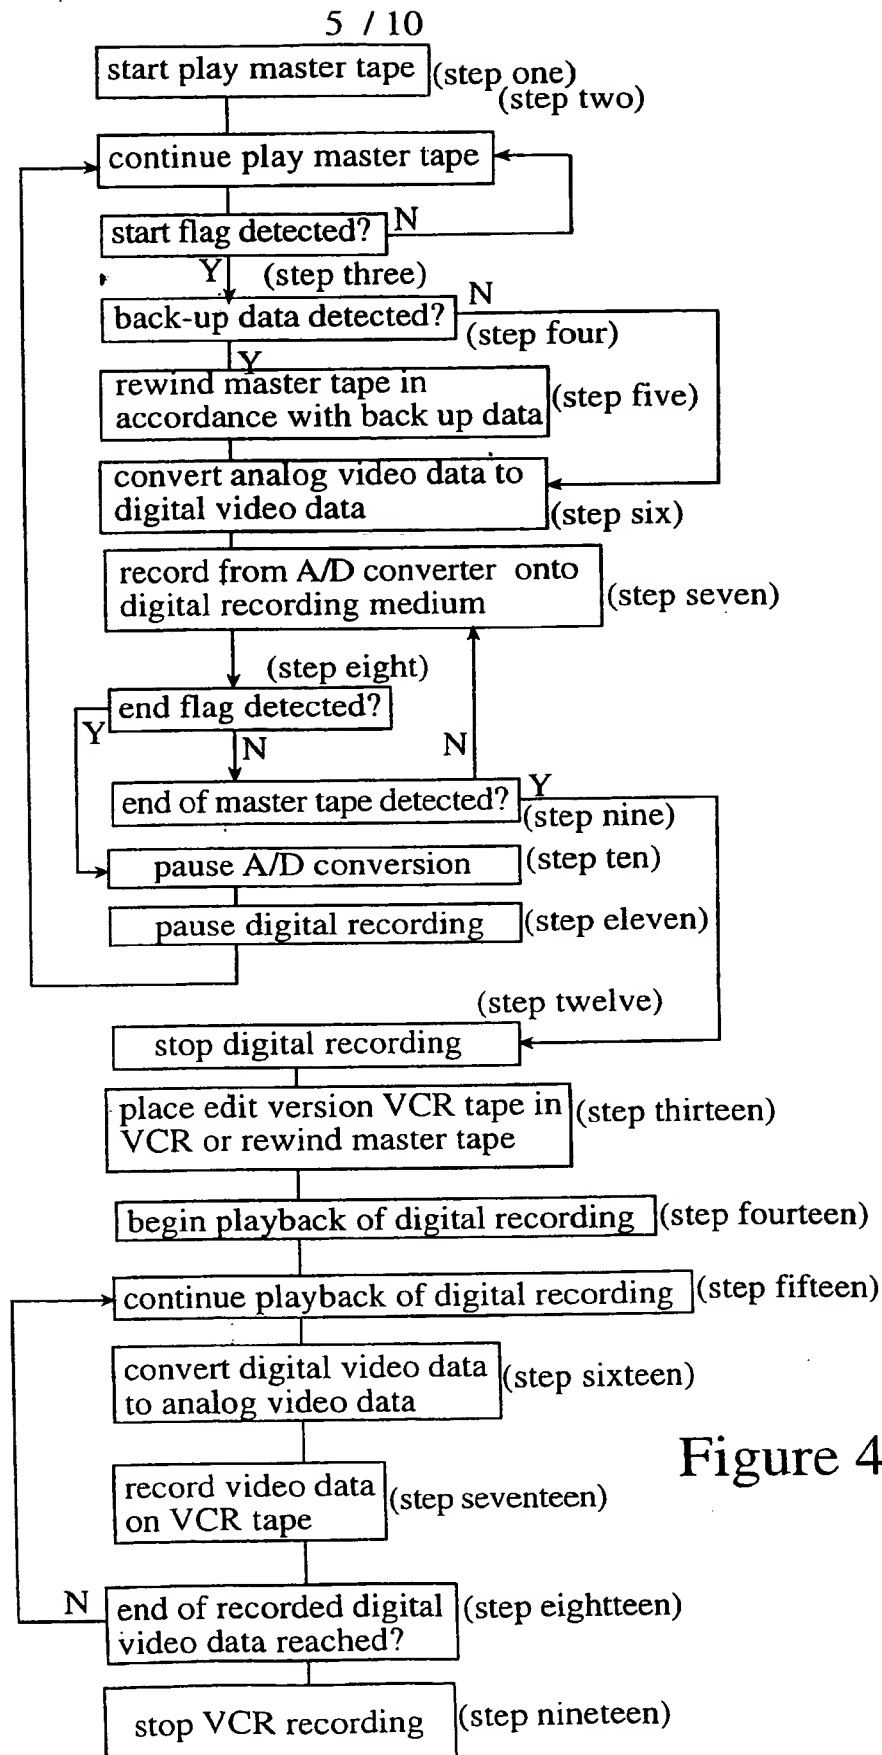 5 / 10
start play master tape (step one)
(step two)
continue play master tape
start flag detected? N
Y (step three)
back-up data detected? N
(step four)
Y
rewind master tape in
accordance with back up data (step five)
convert analog video data to
digital video data (step six)
record from A/D converter onto
digital recording medium (step seven)
(step eight)
end flag detected?
Y N N
end of master tape detected? Y
(step nine)
pause A/D conversion (step ten)
pause digital recording (step eleven)
(step twelve)
stop digital recording
place edit version VCR tape in
VCR or rewind master tape (step thirteen)
begin playback of digital recording (step fourteen)
continue playback of digital recording (step fifteen)
convert digital video data
to analog video data (step sixteen)
Figure 4
record video data
on VCR tape (step seventeen)
N end of recorded digital
video data reached? (step eightteen)
stop VCR recording (step nineteen)